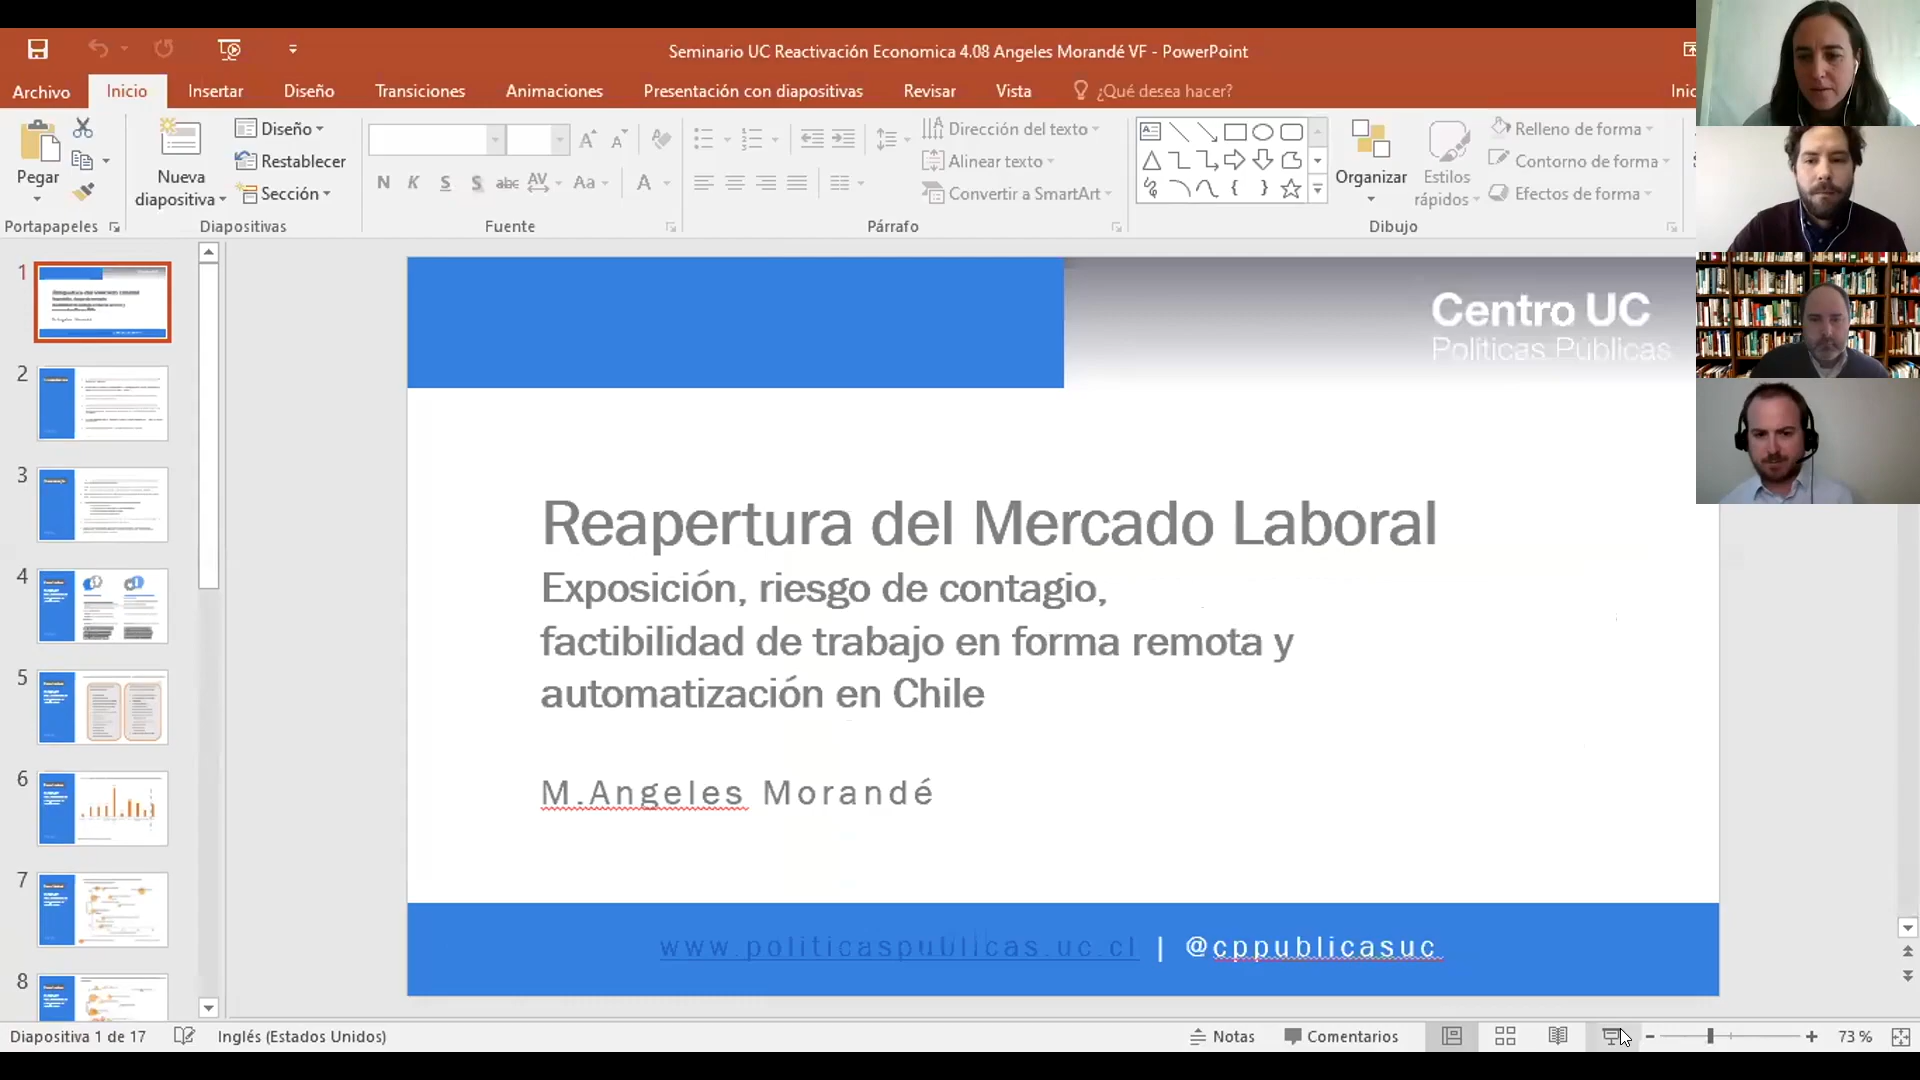 Seminario UC Reactivación Economica 4.08 Angeles Morandé VF - PowerPoint
Archivo
Inicio
Insertar
Diseño
Transiciones
Animaciones
Presentación con diapositivas
Revisar
Vista
¿Qué desea hacer?
Pegar
Nueva
diapositiva
Diseño
Restablecer
Sección
N K S S abc AV Aa A
Dirección del texto
Alinear texto
Convertir a SmartArt
Organizar
Estilos
rápidos
Relleno de forma
Contorno de forma
Efectos de forma
Portapapeles
Diapositivas
Fuente
Párrafo
Dibujo
1
2
3
4
5
6
7
8
Centro UC
Políticas Públicas
Reapertura del Mercado Laboral
Exposición, riesgo de contagio,
factibilidad de trabajo en forma remota y
automatización en Chile
M.Angeles Morandé
www.politicaspublicas.uc.cl | @cppublicasuc
Diapositiva 1 de 17
Inglés (Estados Unidos)
Notas
Comentarios
73 %